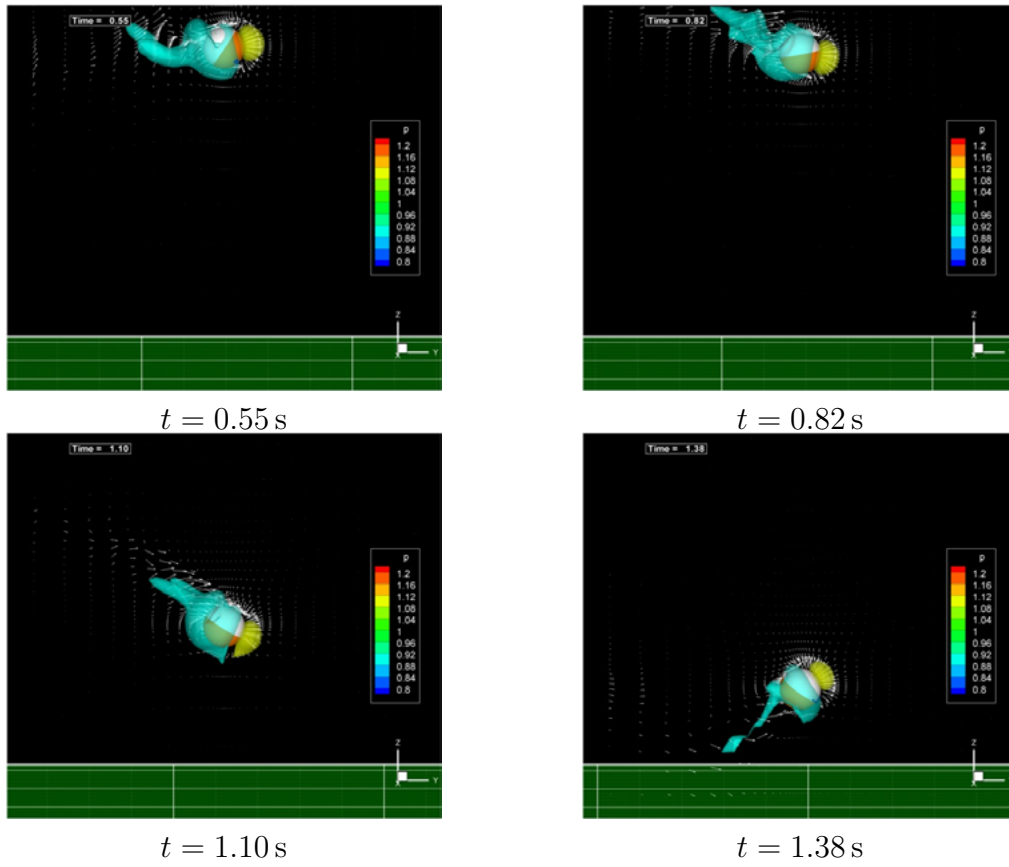 Time = 0.55
p
1.2
1.16
1.12
1.08
1.04
1
0.96
0.92
0.88
0.84
0.8
Z
X
Y
t = 0.55 s
Time = 0.82
p
1.2
1.16
1.12
1.08
1.04
1
0.96
0.92
0.88
0.84
0.8
Z
X
t = 0.82 s
Time = 1.10
p
1.2
1.16
1.12
1.08
1.04
1
0.96
0.92
0.88
0.84
0.8
Z
X
Y
t = 1.10 s
Time = 1.38
p
1.2
1.16
1.12
1.08
1.04
1
0.96
0.92
0.88
0.84
0.8
Z
X
t = 1.38 s